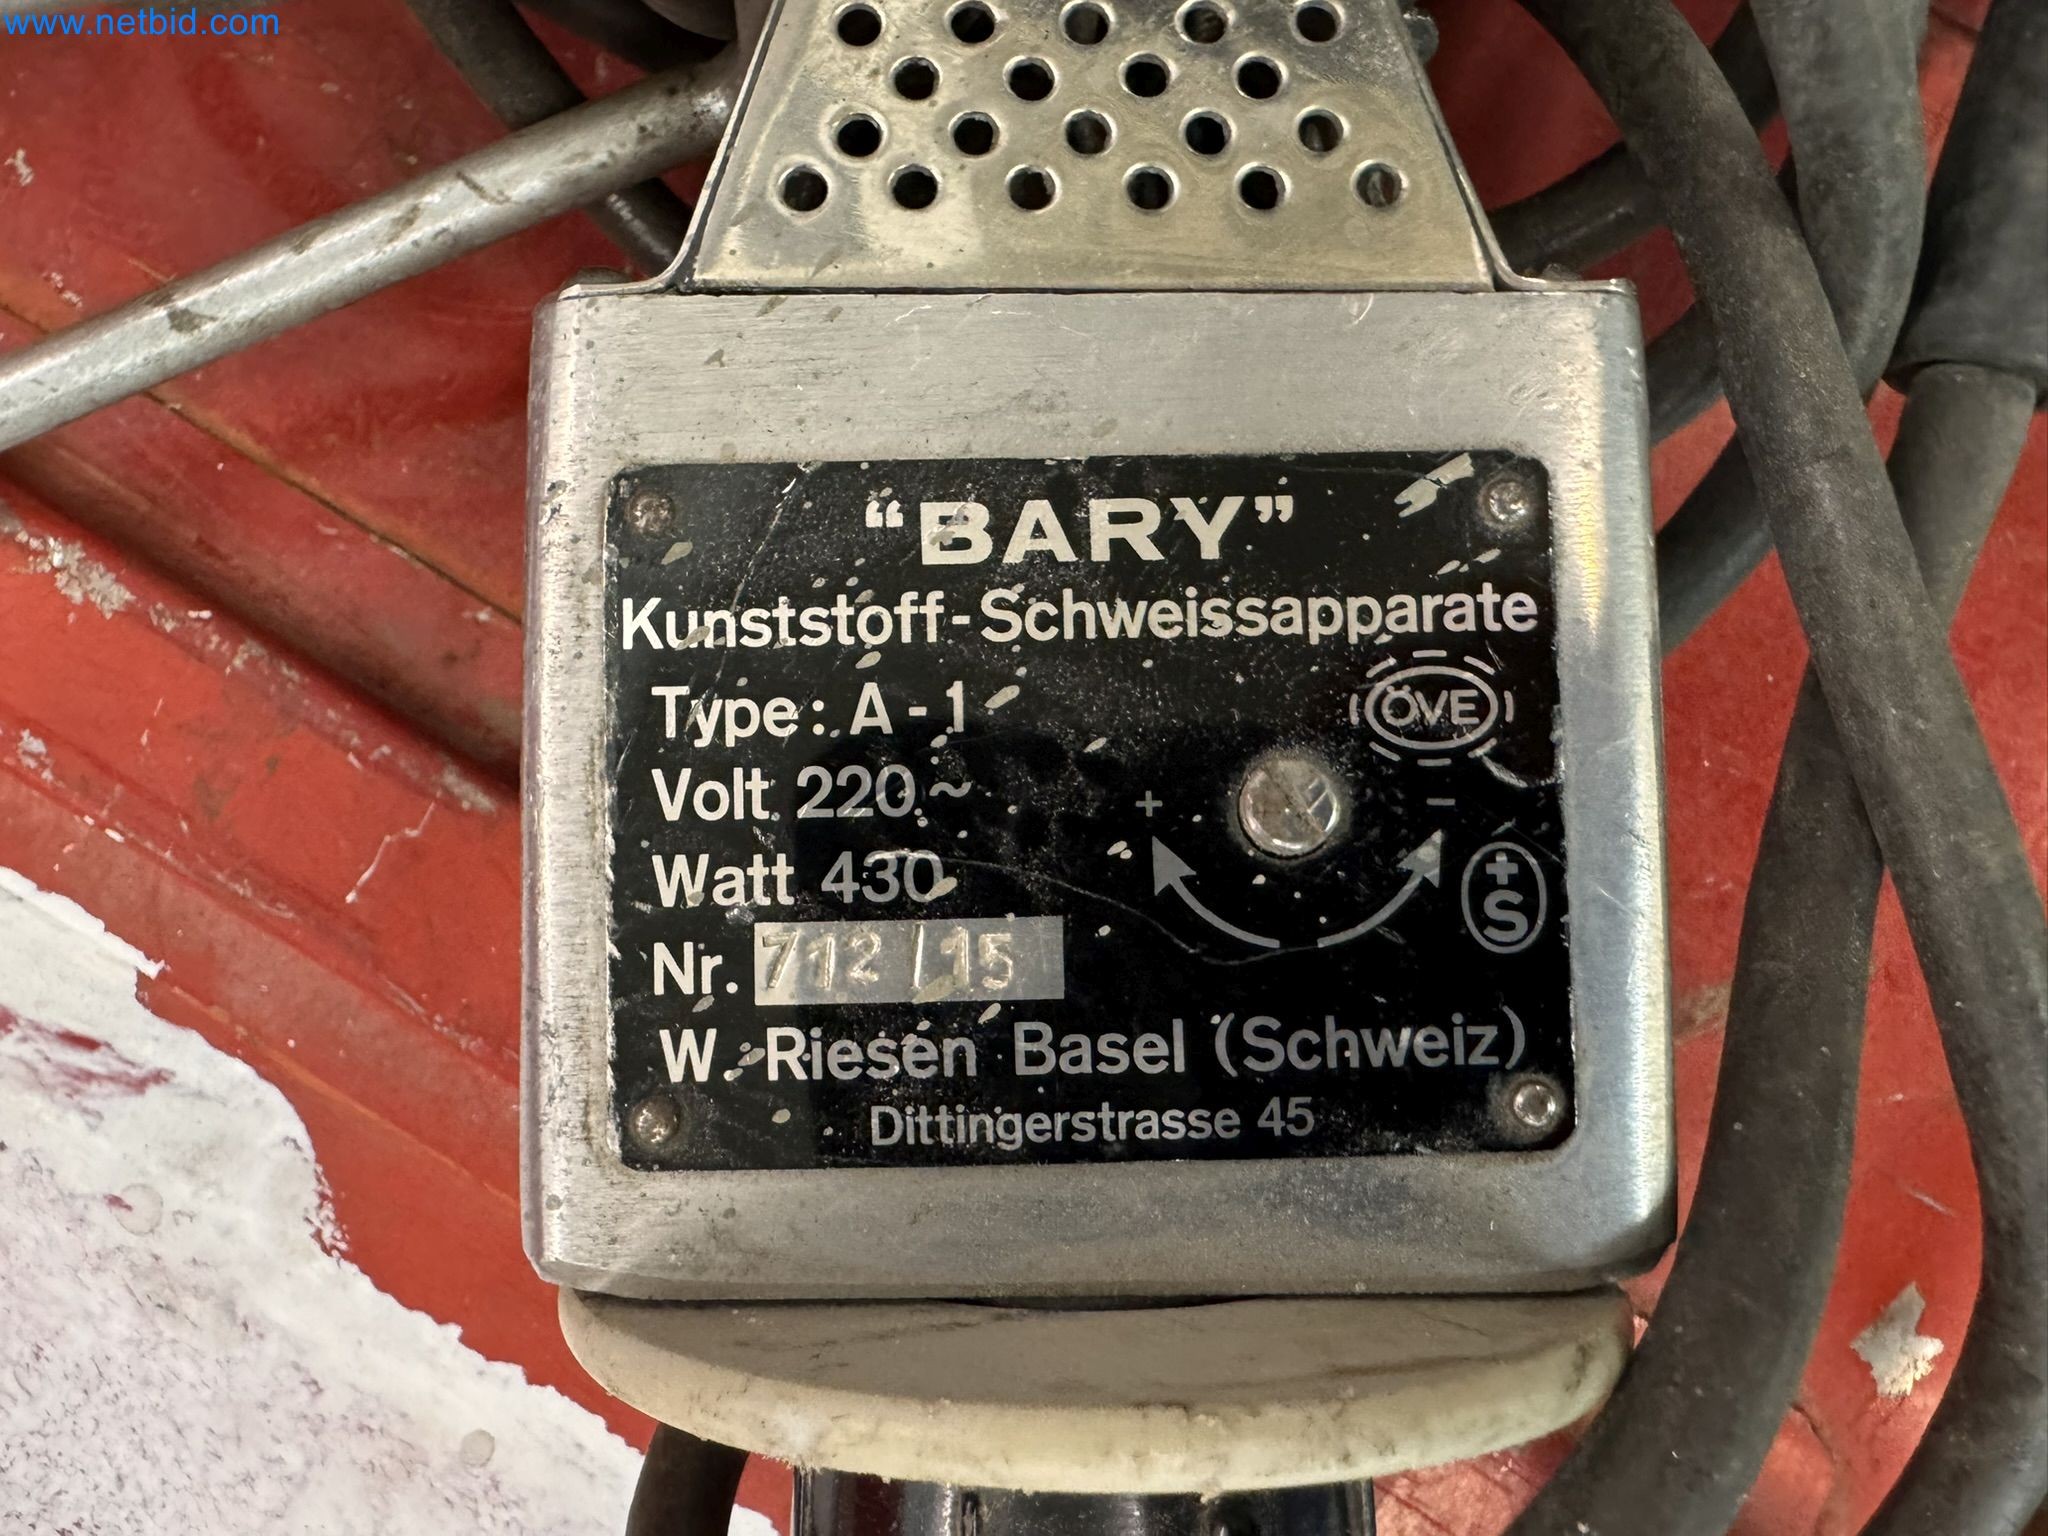 www.netbid.com
“BARY”
Kunststoff-Schweissapparate
Type: A-1
ÖVE
Volt 220~
+ −
Watt 430
+S
Nr. 712/15
W. Riesen Basel (Schweiz)
Dittingerstrasse 45